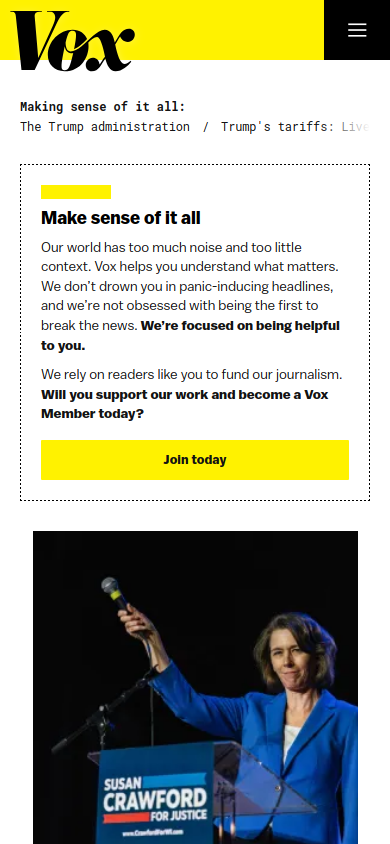 Vox
Making sense of it all:
The Trump administration / Trump's tariffs: Live
Make sense of it all
Our world has too much noise and too little
context. Vox helps you understand what matters.
We don't drown you in panic-inducing headlines,
and we're not obsessed with being the first to
break the news. We're focused on being helpful
to you.
We rely on readers like you to fund our journalism.
Will you support our work and become a Vox
Member today?
Join today
SUSAN
CRAWFORD
FOR JUSTICE
www.CrawfordForWI.com